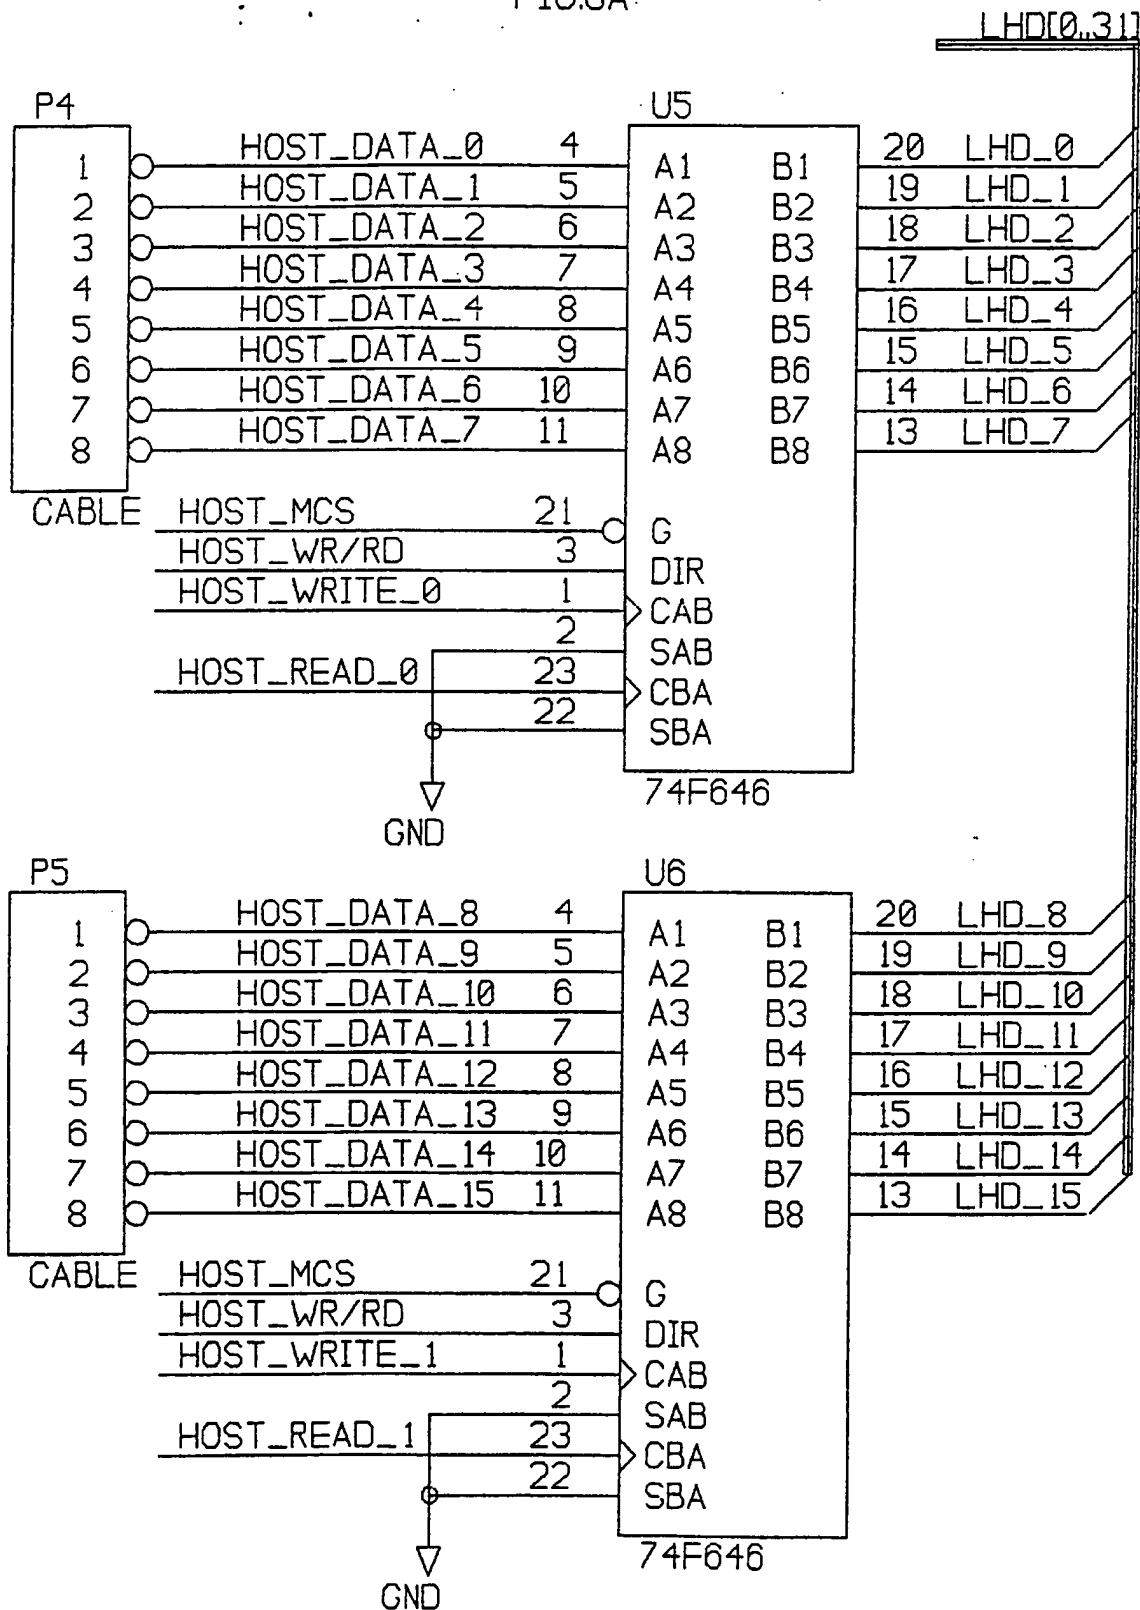 LHD[0..31]
P4 U5
1 HOST_DATA_0 4 A1 B1 20 LHD_0
2 HOST_DATA_1 5 A2 B2 19 LHD_1
3 HOST_DATA_2 6 A3 B3 18 LHD_2
4 HOST_DATA_3 7 A4 B4 17 LHD_3
5 HOST_DATA_4 8 A5 B5 16 LHD_4
6 HOST_DATA_5 9 A6 B6 15 LHD_5
7 HOST_DATA_6 10 A7 B7 14 LHD_6
8 HOST_DATA_7 11 A8 B8 13 LHD_7
CABLE HOST_MCS 21 G
HOST_WR/RD 3 DIR
HOST_WRITE_0 1 CAB
2 SAB
HOST_READ_0 23 CBA
22 SBA
74F646
GND
P5 U6
1 HOST_DATA_8 4 A1 B1 20 LHD_8
2 HOST_DATA_9 5 A2 B2 19 LHD_9
3 HOST_DATA_10 6 A3 B3 18 LHD_10
4 HOST_DATA_11 7 A4 B4 17 LHD_11
5 HOST_DATA_12 8 A5 B5 16 LHD_12
6 HOST_DATA_13 9 A6 B6 15 LHD_13
7 HOST_DATA_14 10 A7 B7 14 LHD_14
8 HOST_DATA_15 11 A8 B8 13 LHD_15
CABLE HOST_MCS 21 G
HOST_WR/RD 3 DIR
HOST_WRITE_1 1 CAB
2 SAB
HOST_READ_1 23 CBA
22 SBA
74F646
GND